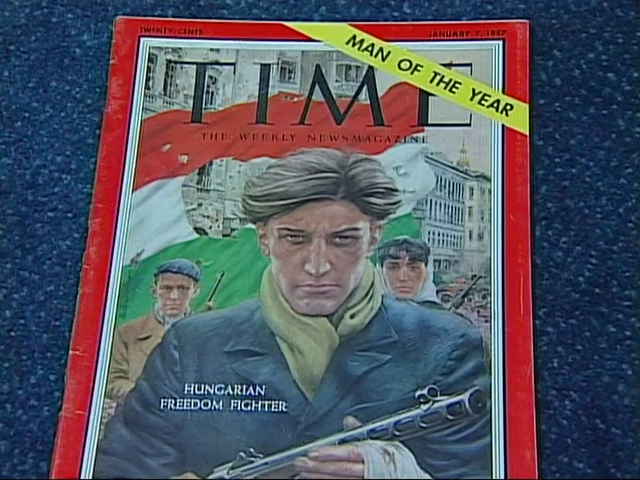 TWENTY CENTS
JANUARY 7, 1957
MAN OF THE YEAR
TIME
THE WEEKLY NEWSMAGAZINE
HUNGARIAN
FREEDOM FIGHTER